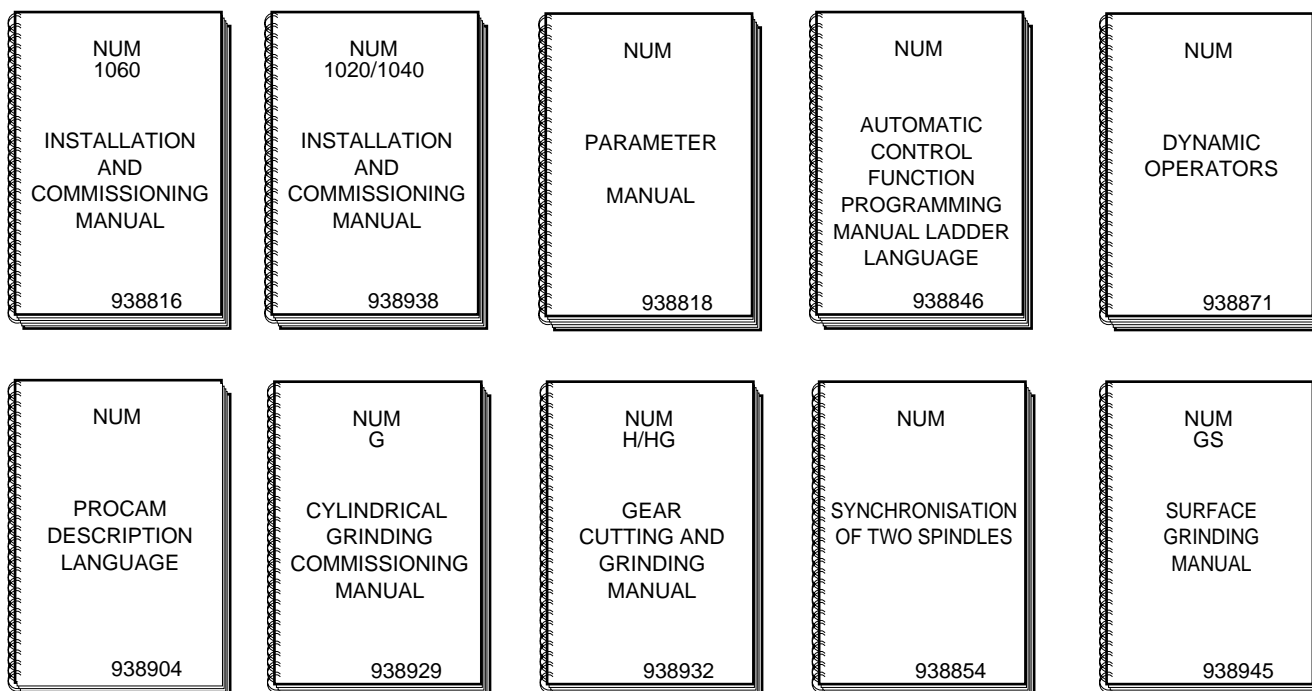 NUM
1060
INSTALLATION
AND
COMMISSIONING
MANUAL
938816
NUM
1020/1040
INSTALLATION
AND
COMMISSIONING
MANUAL
938938
NUM
PARAMETER
MANUAL
938818
NUM
AUTOMATIC
CONTROL
FUNCTION
PROGRAMMING
MANUAL LADDER
LANGUAGE
938846
NUM
DYNAMIC
OPERATORS
938871
NUM
PROCAM
DESCRIPTION
LANGUAGE
938904
NUM
G
CYLINDRICAL
GRINDING
COMMISSIONING
MANUAL
938929
NUM
H/HG
GEAR
CUTTING AND
GRINDING
MANUAL
938932
NUM
SYNCHRONISATION
OF TWO SPINDLES
938854
NUM
GS
SURFACE
GRINDING
MANUAL
938945